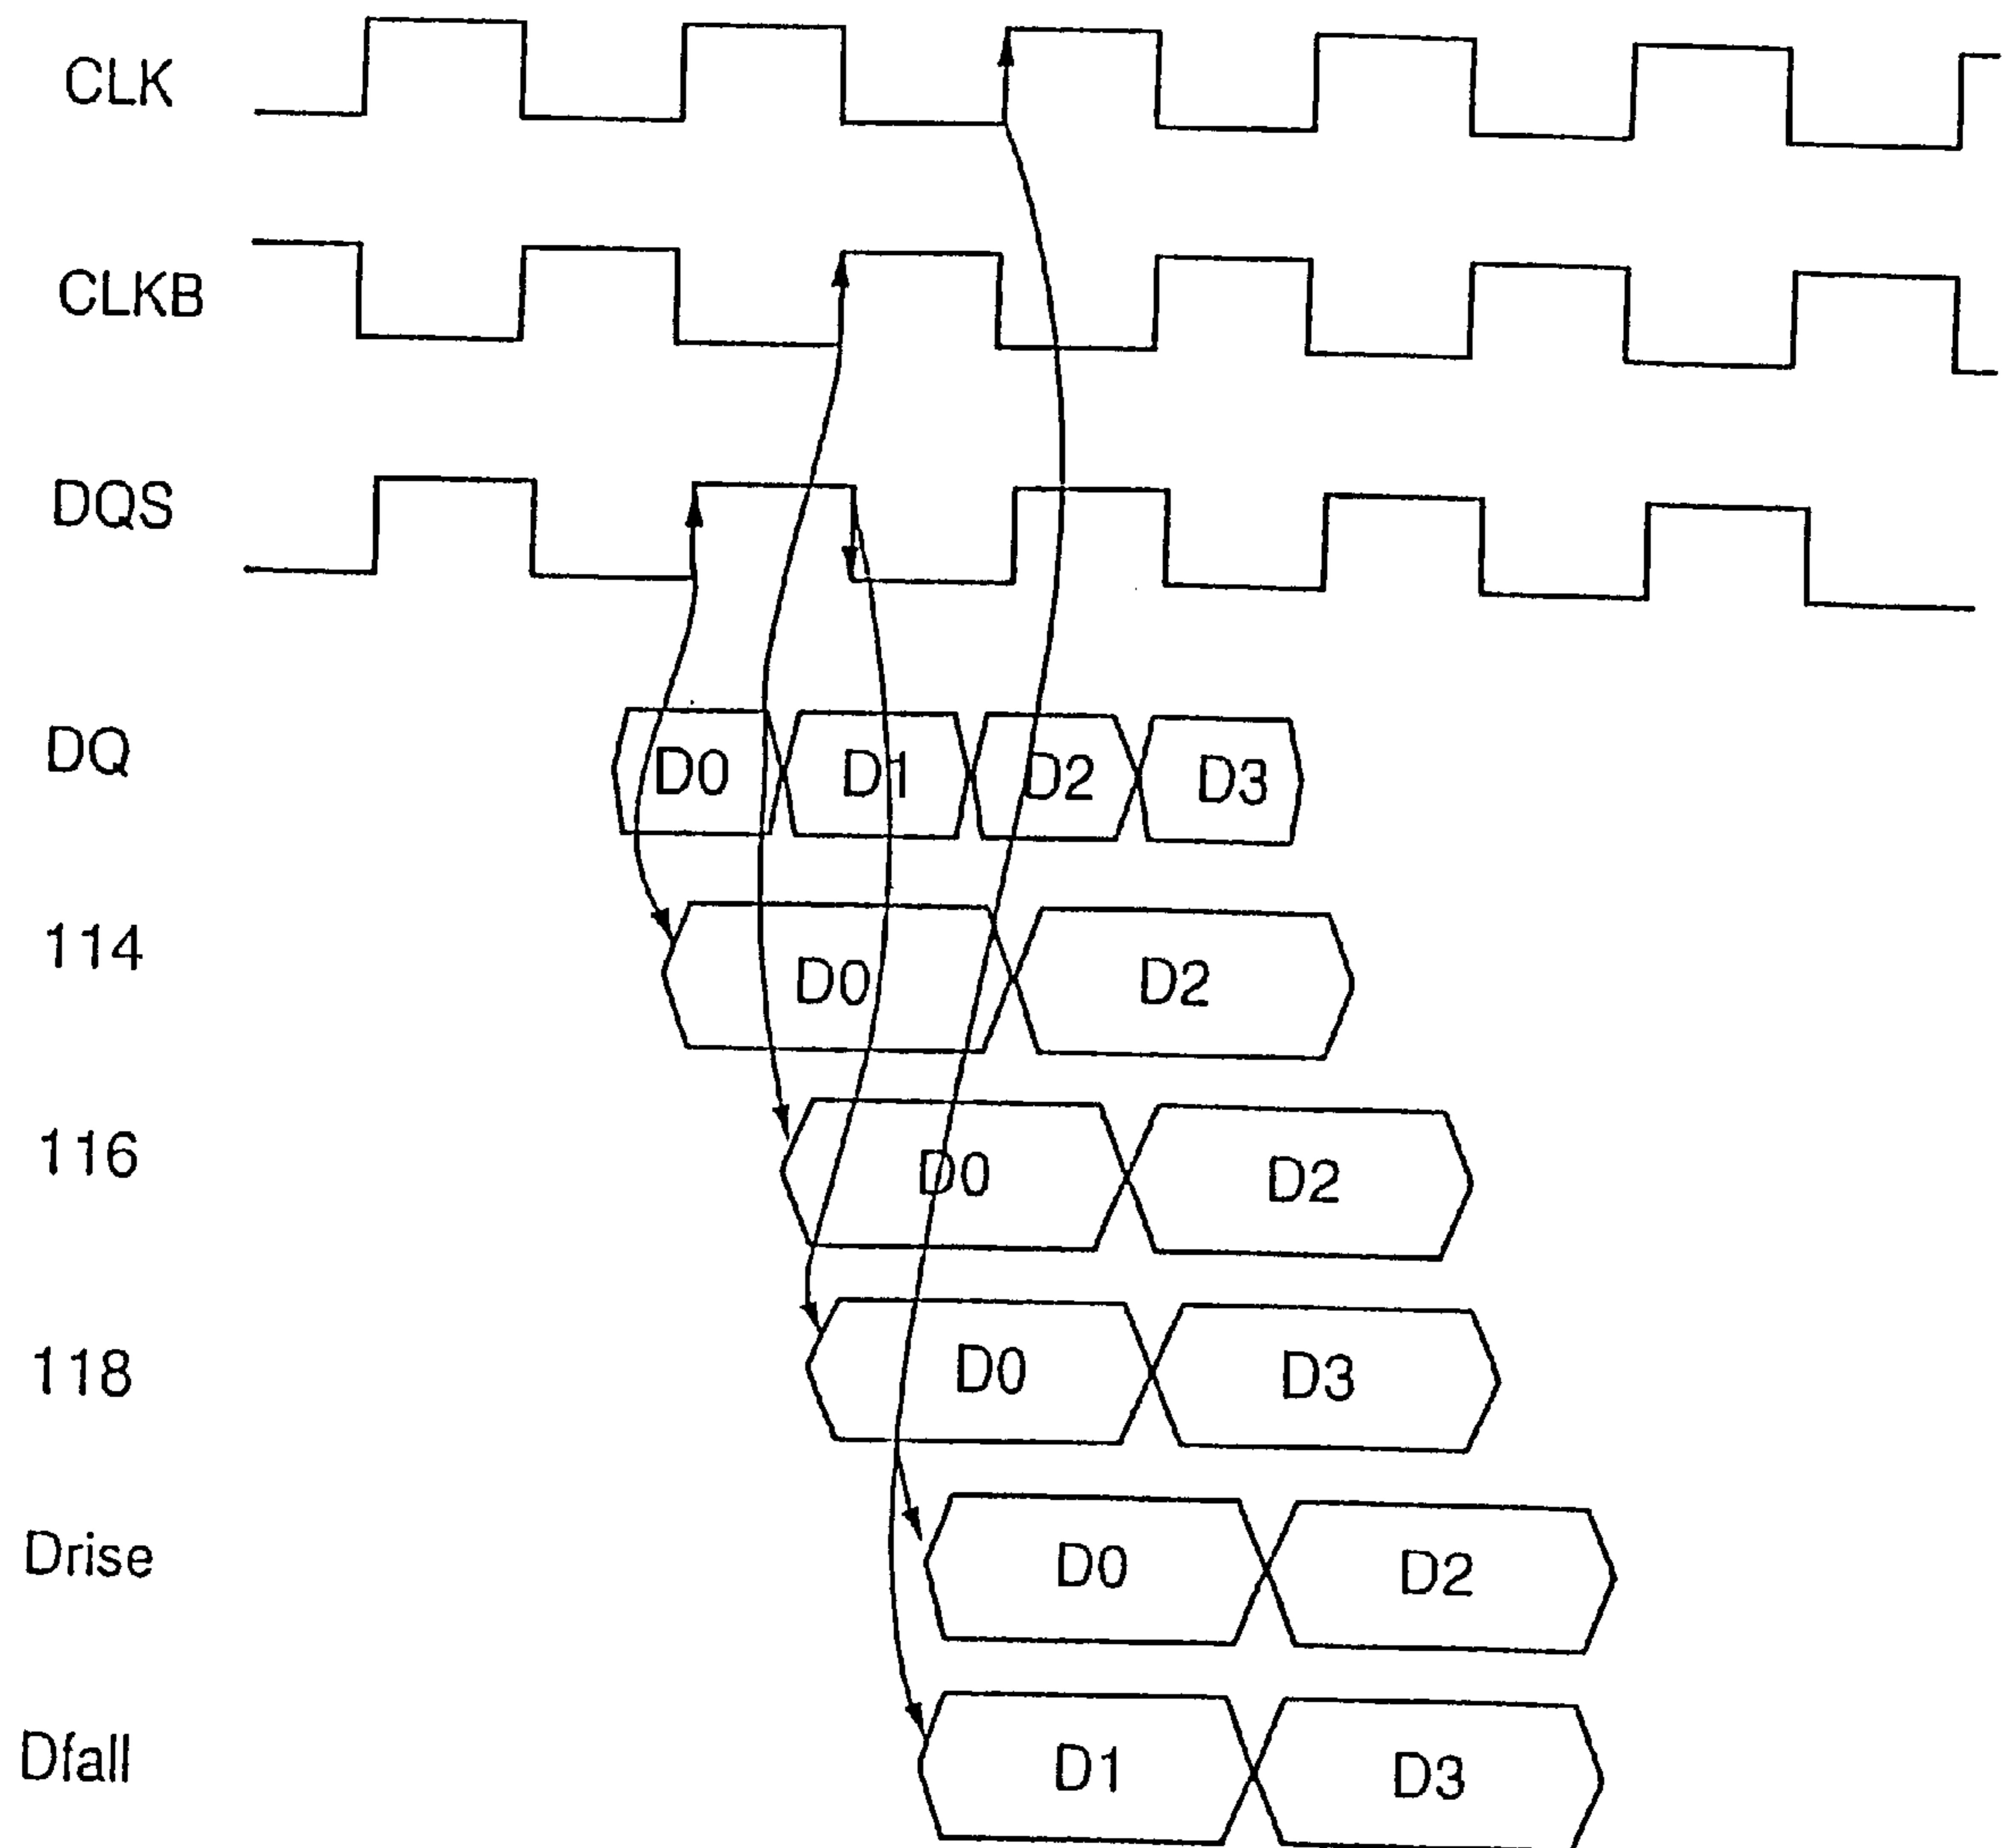 CLK
CLKB
DQS
DQ D0 D1 D2 D3
114 D0 D2
116 D0 D2
118 D0 D3
Drise D0 D2
Dfall D1 D3